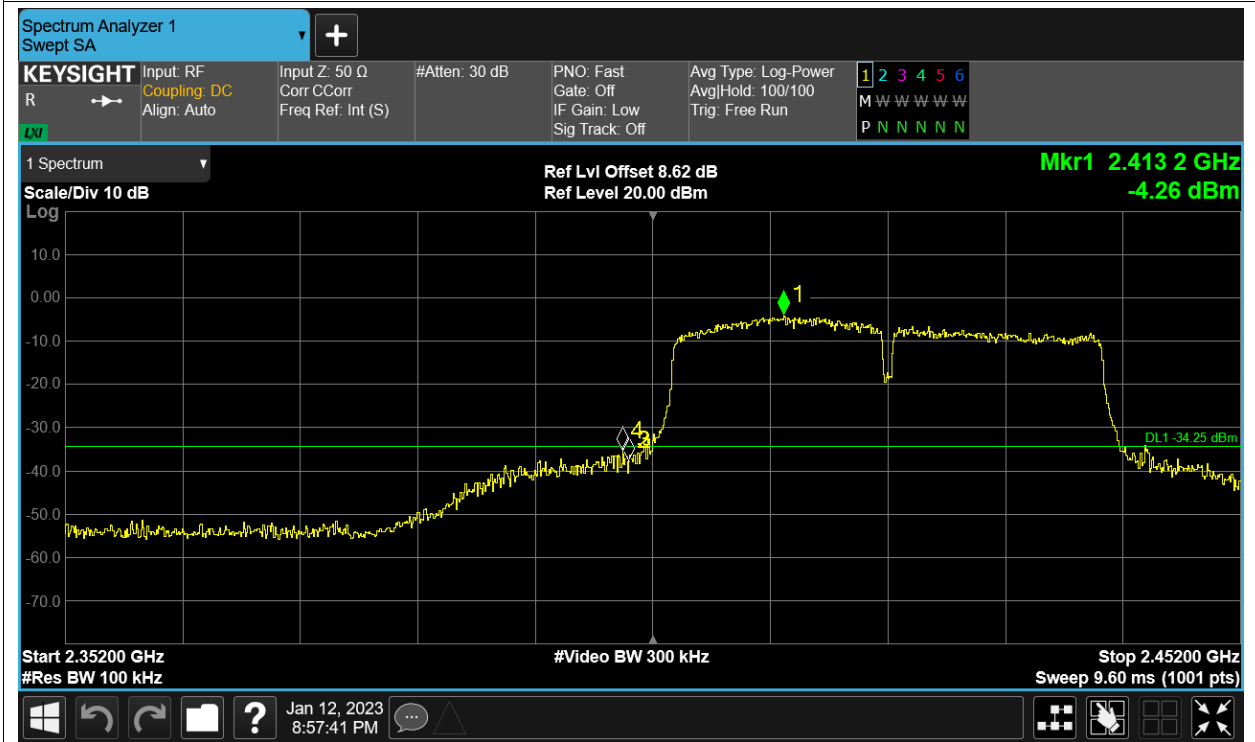 Spectrum Analyzer 1
Swept SA
+
KEYSIGHT
R
LXI
Input: RF
Coupling: DC
Align: Auto
Input Z: 50 Ω
Corr CCorr
Freq Ref: Int (S)
#Atten: 30 dB
PNO: Fast
Gate: Off
IF Gain: Low
Sig Track: Off
Avg Type: Log-Power
Avg|Hold: 100/100
Trig: Free Run
1 2 3 4 5 6
M W W W W W
P N N N N N
1 Spectrum
Scale/Div 10 dB
Log
Ref Lvl Offset 8.62 dB
Ref Level 20.00 dBm
Mkr1 2.413 2 GHz
-4.26 dBm
10.0
0.00
-10.0
-20.0
-30.0
-40.0
-50.0
-60.0
-70.0
1
4
DL1 -34.25 dBm
Start 2.35200 GHz
#Res BW 100 kHz
#Video BW 300 kHz
Stop 2.45200 GHz
Sweep 9.60 ms (1001 pts)
?
Jan 12, 2023
8:57:41 PM